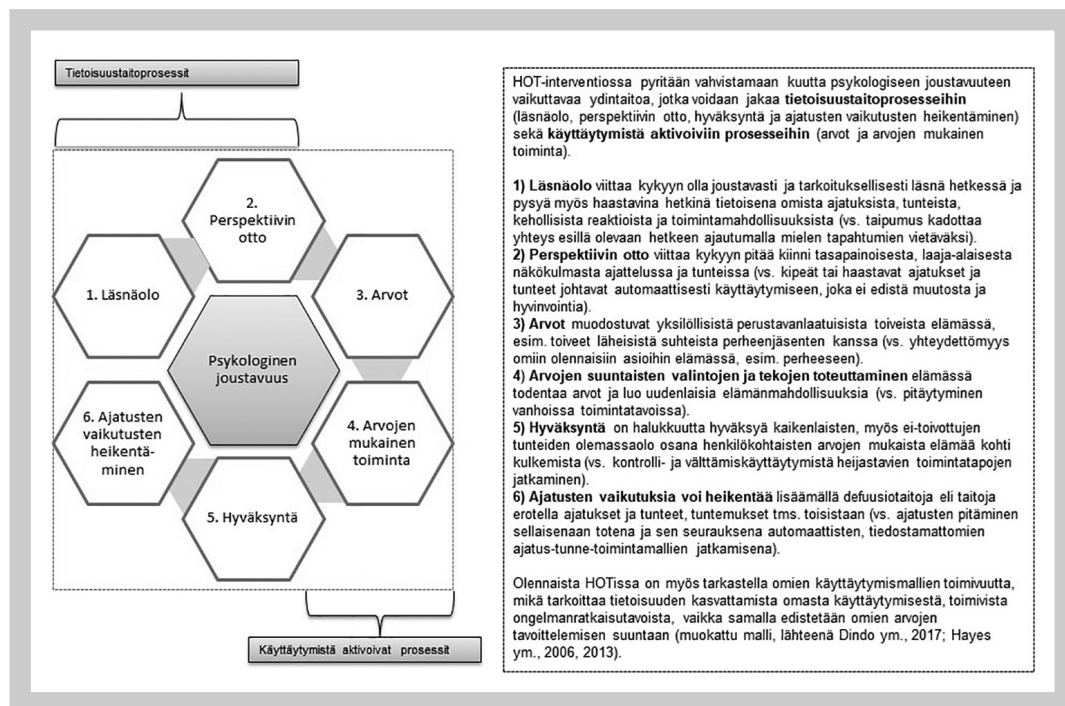 Tietoisuustaitoprosessit
1. Läsnäolo
2.
Perspektiivin
otto
3. Arvot
4. Arvojen
mukainen
toiminta
5. Hyväksyntä
6. Ajatusten
vaikutusten
heikentä-
minen
Psykologinen
joustavuus
Käyttäytymistä aktivoivat prosessit
HOT-interventiossa pyritään vahvistamaan kuutta psykologiseen joustavuuteen
vaikuttavaa ydintaitoa, jotka voidaan jakaa tietoisuustaitoprosesseihin
(läsnäolo, perspektiivin otto, hyväksyntä ja ajatusten vaikutusten heikentäminen)
sekä käyttäytymistä aktivoiviin prosesseihin (arvot ja arvojen mukainen
toiminta).
1) Läsnäolo viittaa kykyyn olla joustavasti ja tarkoituksellisesti läsnä hetkessä ja
pysyä myös haastavina hetkinä tietoisena omista ajatuksista, tunteista,
kehollisista reaktioista ja toimintamahdollisuuksista (vs. taipumus kadottaa
yhteys esillä olevaan hetkeen ajautumalla mielen tapahtumien vietäväksi).
2) Perspektiivin otto viittaa kykyyn pitää kiinni tasapainoisesta, laaja-alaisesta
näkökulmasta ajattelussa ja tunteissa (vs. kipeät tai haastavat ajatukset ja
tunteet johtavat automaattisesti käyttäytymiseen, joka ei edistä muutosta ja
hyvinvointia).
3) Arvot muodostuvat yksilöllisistä perustavanlaatuisista toiveista elämässä,
esim. toiveet läheisistä suhteista perheenjäsenten kanssa (vs. yhteydettömyys
omiin olennaisiin asioihin elämässä, esim. perheeseen).
4) Arvojen suuntaisten valintojen ja tekojen toteuttaminen elämässä
todentaa arvot ja luo uudenlaisia elämänmahdollisuuksia (vs. pitäytyminen
vanhoissa toimintatavoissa).
5) Hyväksyntä on halukkuutta hyväksyä kaikenlaisten, myös ei-toivottujen
tunteiden olemassaolo osana henkilökohtaisten arvojen mukaista elämää kohti
kulkemista (vs. kontrolli- ja välttämiskäyttäytymistä heijastavien toimintatapojen
jatkaminen).
6) Ajatusten vaikutuksia voi heikentää lisäämällä defuusiotaitoja eli taitoja
erotella ajatukset ja tunteet, tuntemukset tms. toisistaan (vs. ajatusten pitäminen
sellaisenaan totena ja sen seurauksena automaattisten, tiedostamattomien
ajatus-tunne-toimintamallien jatkamisena).
Olennaista HOTissa on myös tarkastella omien käyttäytymismallien toimivuutta,
mikä tarkoittaa tietoisuuden kasvattamista omasta käyttäytymisestä, toimivista
ongelmanratkaisutavoista, vaikka samalla edistetään omien arvojen
tavoittelemisen suuntaan (muokattu malli, lähteenä Dindo ym., 2017; Hayes
ym., 2006, 2013).